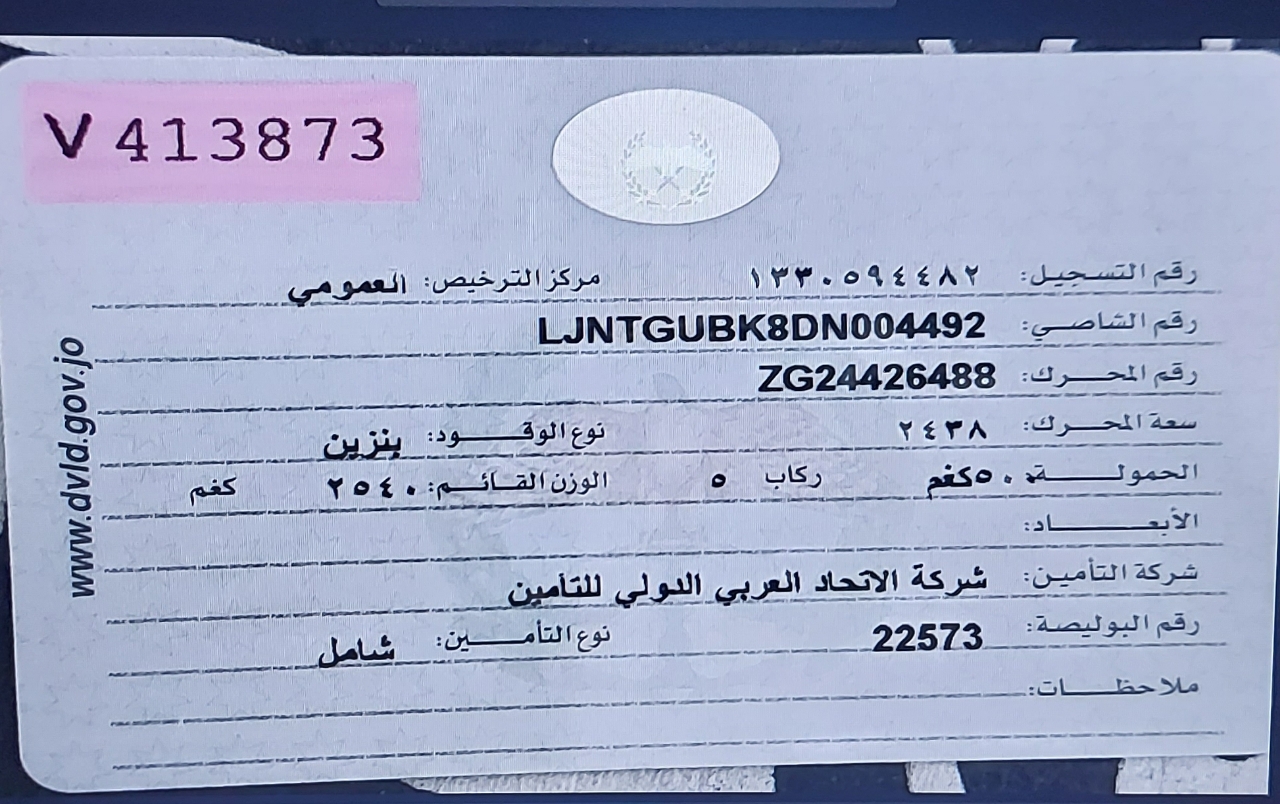 V 413873
رقم التسجيل: ١٣٣٠٥٩٤٤٨٢ مركز الترخيص: العمومي
رقم الشاصي: LJNTGUBK8DN004492
رقم المحرك: ZG24426488
سعة المحرك: ٢٤٣٨ نوع الوقود: بنزين
الحمولة: ٥٠٠كغم ركاب ٥ الوزن القائم: ٢٥٤٠ كغم
الأبعاد:
شركة التأمين: شركة الاتحاد العربي الدولي للتأمين
رقم البوليصة: 22573 نوع التأمين: شامل
ملاحظات:
www.dvld.gov.jo